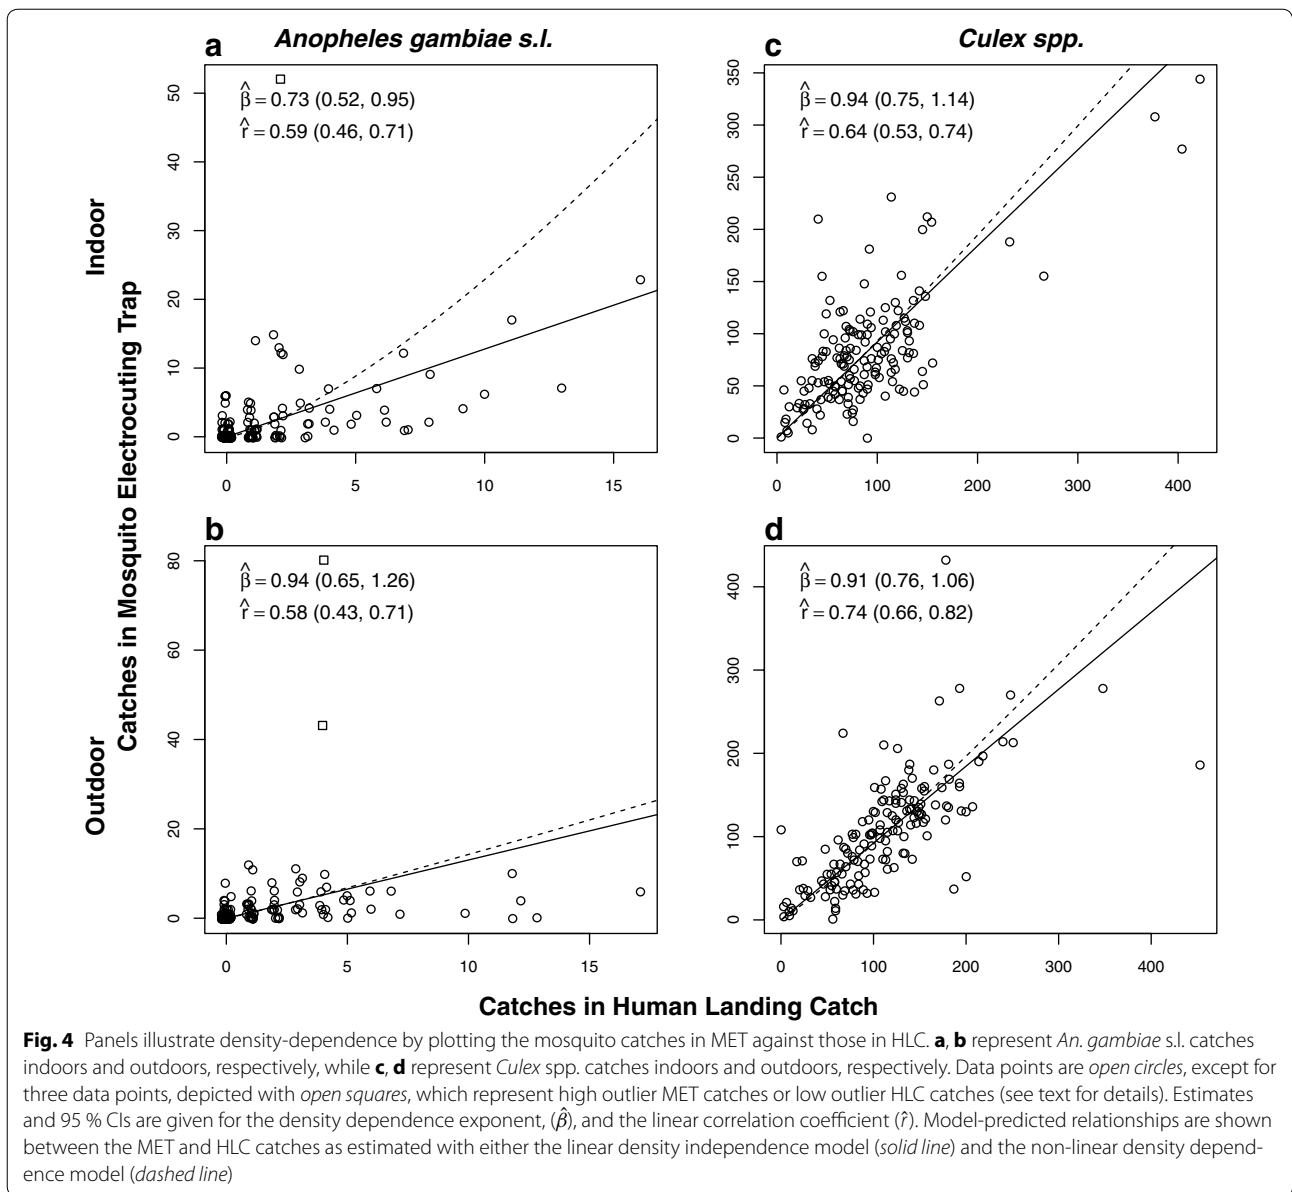 a
Anopheles gambiae s.l.
β̂ = 0.73 (0.52, 0.95)
r̂ = 0.59 (0.46, 0.71)
50
40
30
20
10
0
0 5 10 15
c
Culex spp.
β̂ = 0.94 (0.75, 1.14)
r̂ = 0.64 (0.53, 0.74)
350
300
250
200
150
100
50
0
0 100 200 300 400
Indoor
Catches in Mosquito Electrocuting Trap
Outdoor
b
β̂ = 0.94 (0.65, 1.26)
r̂ = 0.58 (0.43, 0.71)
80
60
40
20
0
0 5 10 15
d
β̂ = 0.91 (0.76, 1.06)
r̂ = 0.74 (0.66, 0.82)
400
300
200
100
0
0 100 200 300 400
Catches in Human Landing Catch
Fig. 4 Panels illustrate density-dependence by plotting the mosquito catches in MET against those in HLC. a, b represent An. gambiae s.l. catches
indoors and outdoors, respectively, while c, d represent Culex spp. catches indoors and outdoors, respectively. Data points are open circles, except for
three data points, depicted with open squares, which represent high outlier MET catches or low outlier HLC catches (see text for details). Estimates
and 95 % CIs are given for the density dependence exponent, (β̂), and the linear correlation coefficient (r̂). Model-predicted relationships are shown
between the MET and HLC catches as estimated with either the linear density independence model (solid line) and the non-linear density depend-
ence model (dashed line)